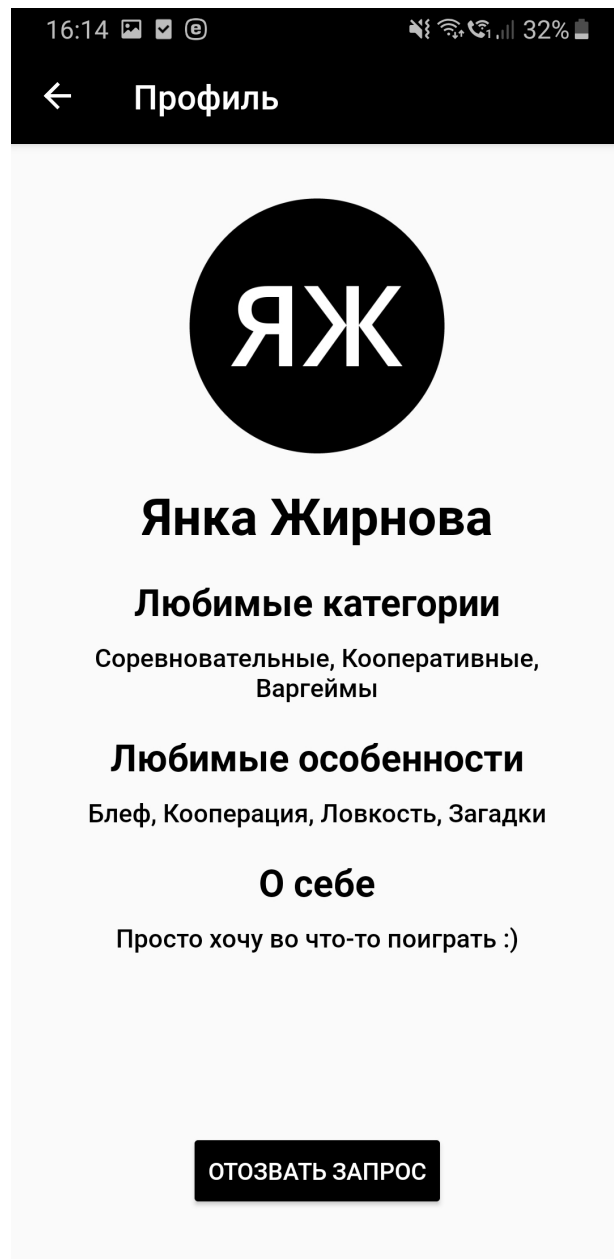 16:14 32%
Профиль
ЯЖ
Янка Жирнова
Любимые категории
Соревновательные, Кооперативные,
Варгеймы
Любимые особенности
Блеф, Кооперация, Ловкость, Загадки
О себе
Просто хочу во что-то поиграть :)
ОТОЗВАТЬ ЗАПРОС